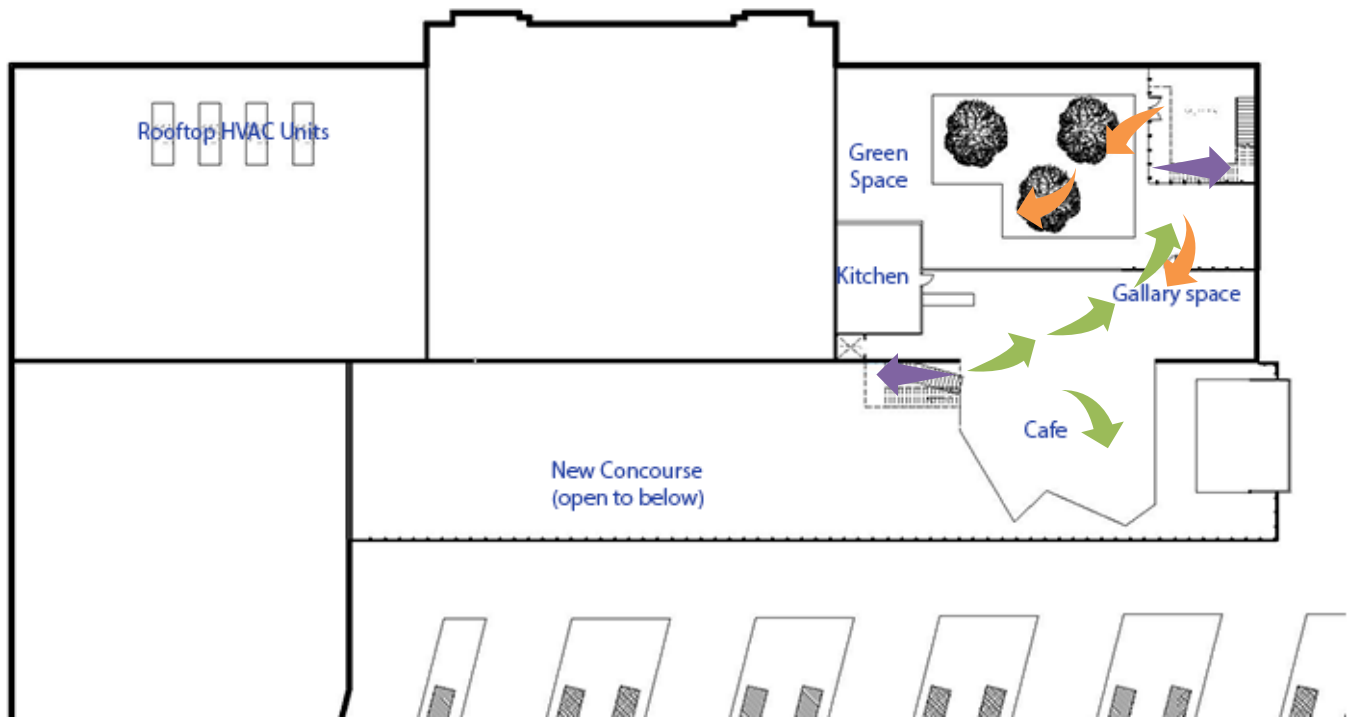 Rooftop HVAC Units
Green
Space
Kitchen
Gallary space
Cafe
New Concourse
(open to below)